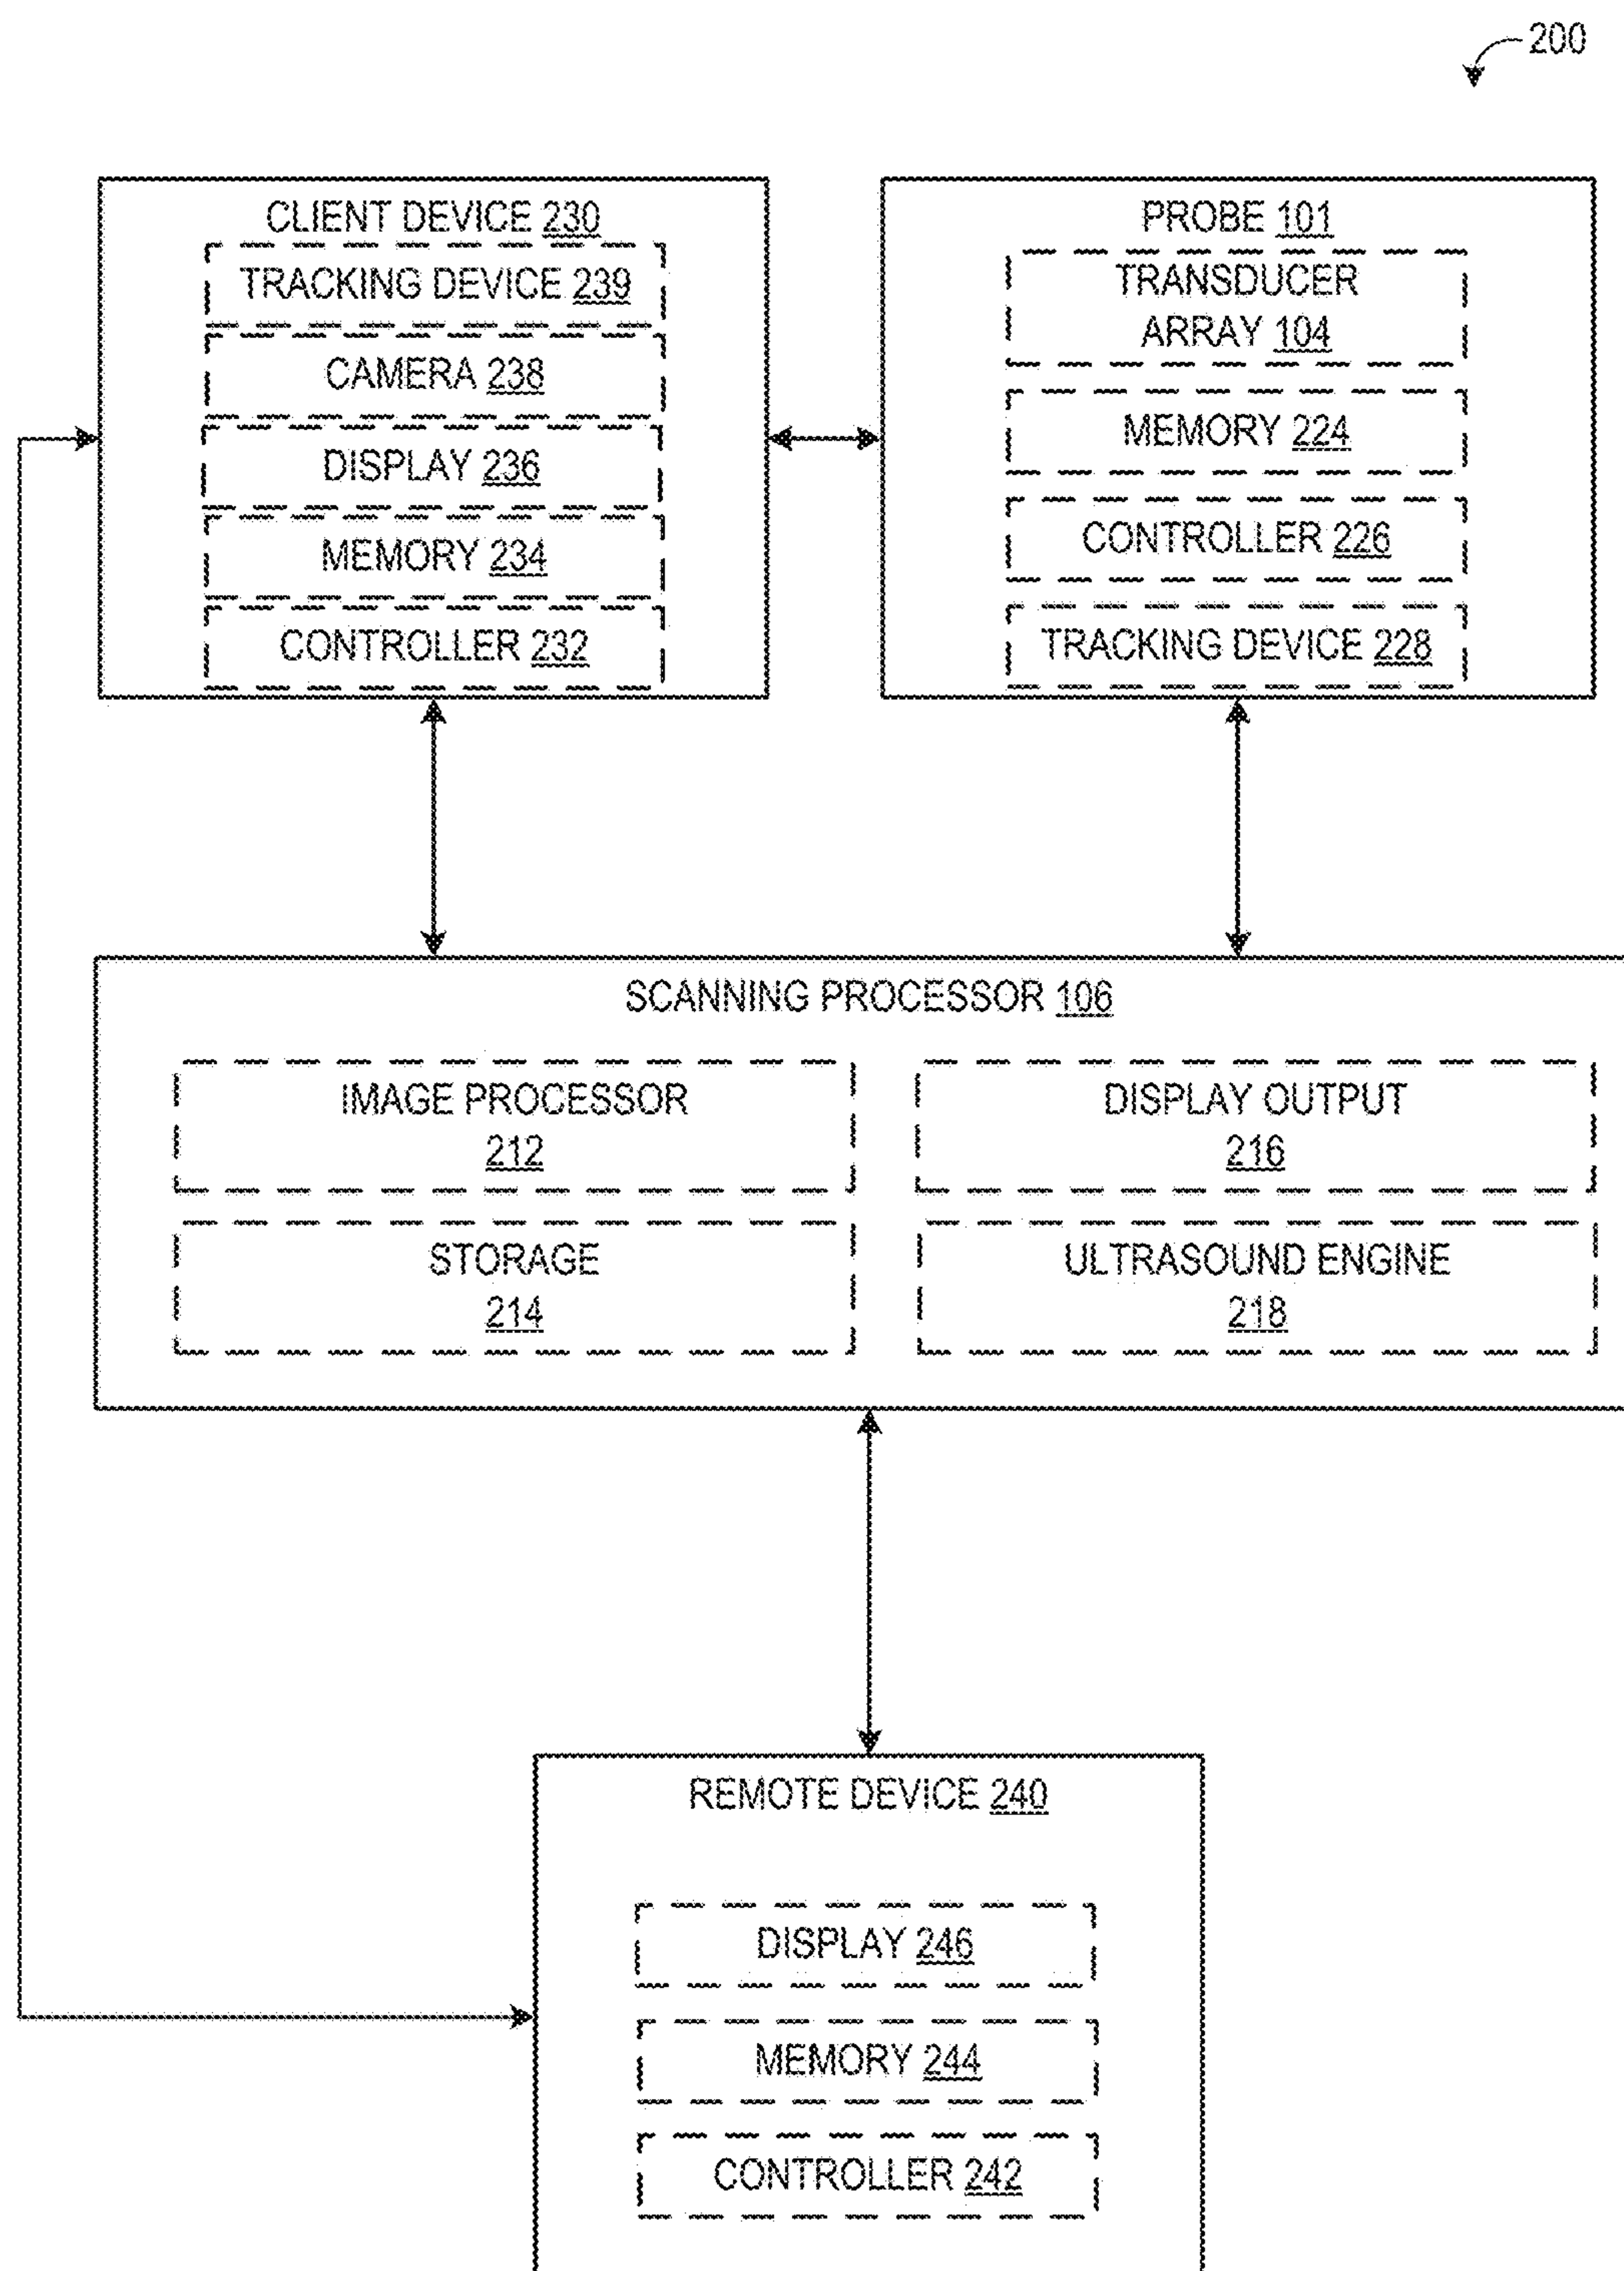 200
CLIENT DEVICE 230
TRACKING DEVICE 239
CAMERA 238
DISPLAY 236
MEMORY 234
CONTROLLER 232
PROBE 101
TRANSDUCER
ARRAY 104
MEMORY 224
CONTROLLER 226
TRACKING DEVICE 228
SCANNING PROCESSOR 106
IMAGE PROCESSOR
212
DISPLAY OUTPUT
216
STORAGE
214
ULTRASOUND ENGINE
218
REMOTE DEVICE 240
DISPLAY 246
MEMORY 244
CONTROLLER 242